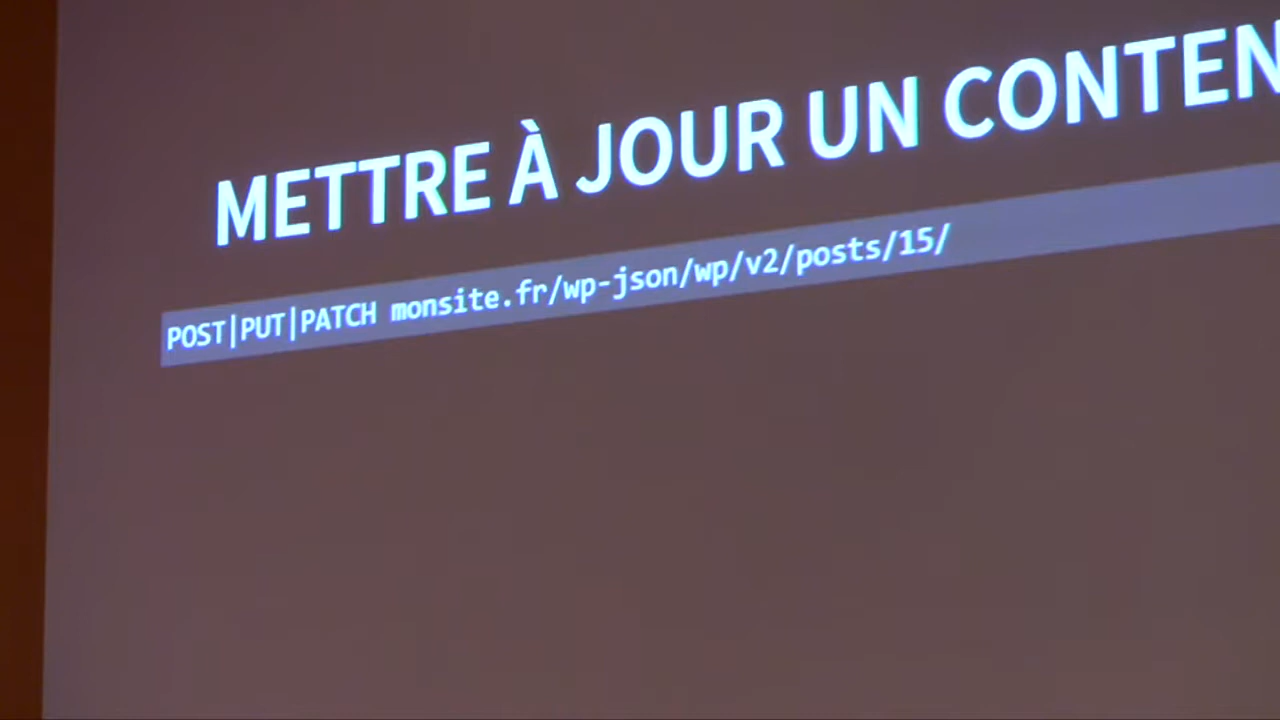 METTRE À JOUR UN CONTEN
POST|PUT|PATCH monsite.fr/wp-json/wp/v2/posts/15/